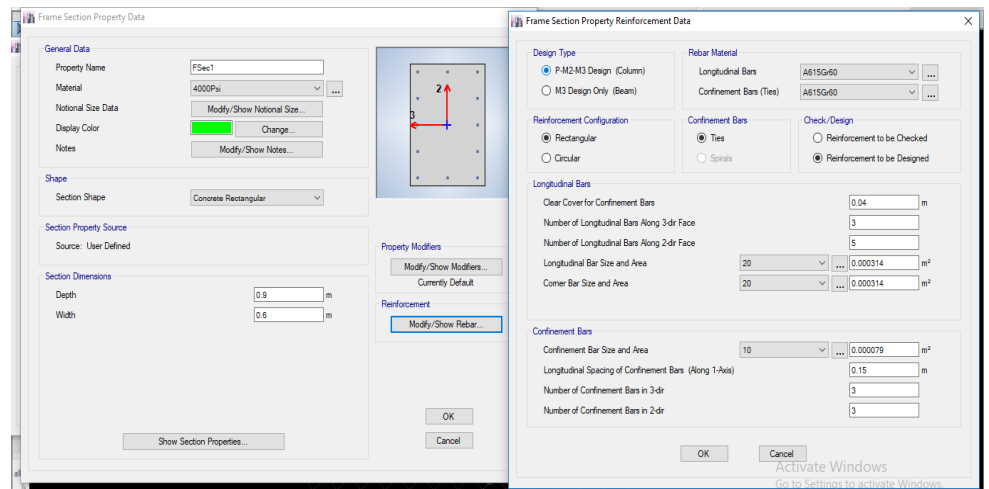 Frame Section Property Data
General Data
Property Name FSec1
Material 4000Psi ...
Notional Size Data Modify/Show Notional Size...
Display Color Change...
Notes Modify/Show Notes...
Shape
Section Shape Concrete Rectangular
Section Property Source
Source: User Defined
Section Dimensions
Depth 0.9 m
Width 0.6 m
Show Section Properties...
2
3
Property Modifiers
Modify/Show Modifiers...
Currently Default
Reinforcement
Modify/Show Rebar...
OK
Cancel
Frame Section Property Reinforcement Data
Design Type
P-M2-M3 Design (Column)
M3 Design Only (Beam)
Rebar Material
Longitudinal Bars A615Gr60 ...
Confinement Bars (Ties) A615Gr60 ...
Reinforcement Configuration
Rectangular
Circular
Confinement Bars
Ties
Spirals
Check/Design
Reinforcement to be Checked
Reinforcement to be Designed
Longitudinal Bars
Clear Cover for Confinement Bars 0.04 m
Number of Longitudinal Bars Along 3-dir Face 3
Number of Longitudinal Bars Along 2-dir Face 5
Longitudinal Bar Size and Area 20 ... 0.000314 m²
Corner Bar Size and Area 20 ... 0.000314 m²
Confinement Bars
Confinement Bar Size and Area 10 ... 0.000079 m²
Longitudinal Spacing of Confinement Bars (Along 1-Axis) 0.15 m
Number of Confinement Bars in 3-dir 3
Number of Confinement Bars in 2-dir 3
OK Cancel
Activate Windows
Go to Settings to activate Windows.